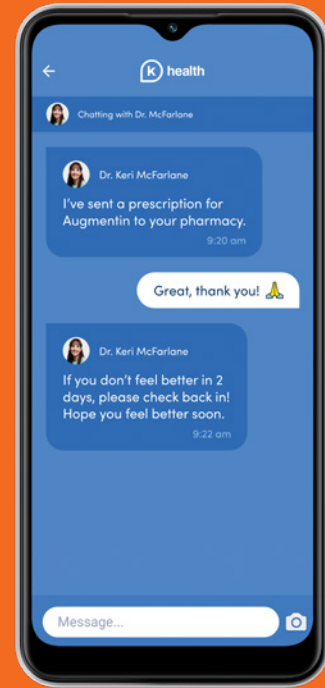 k health
Chatting with Dr. McFarlane
Dr. Keri McFarlane
I've sent a prescription for
Augmentin to your pharmacy.
9:20 am
Great, thank you! 🙏
Dr. Keri McFarlane
If you don't feel better in 2
days, please check back in!
Hope you feel better soon.
9:22 am
Message...